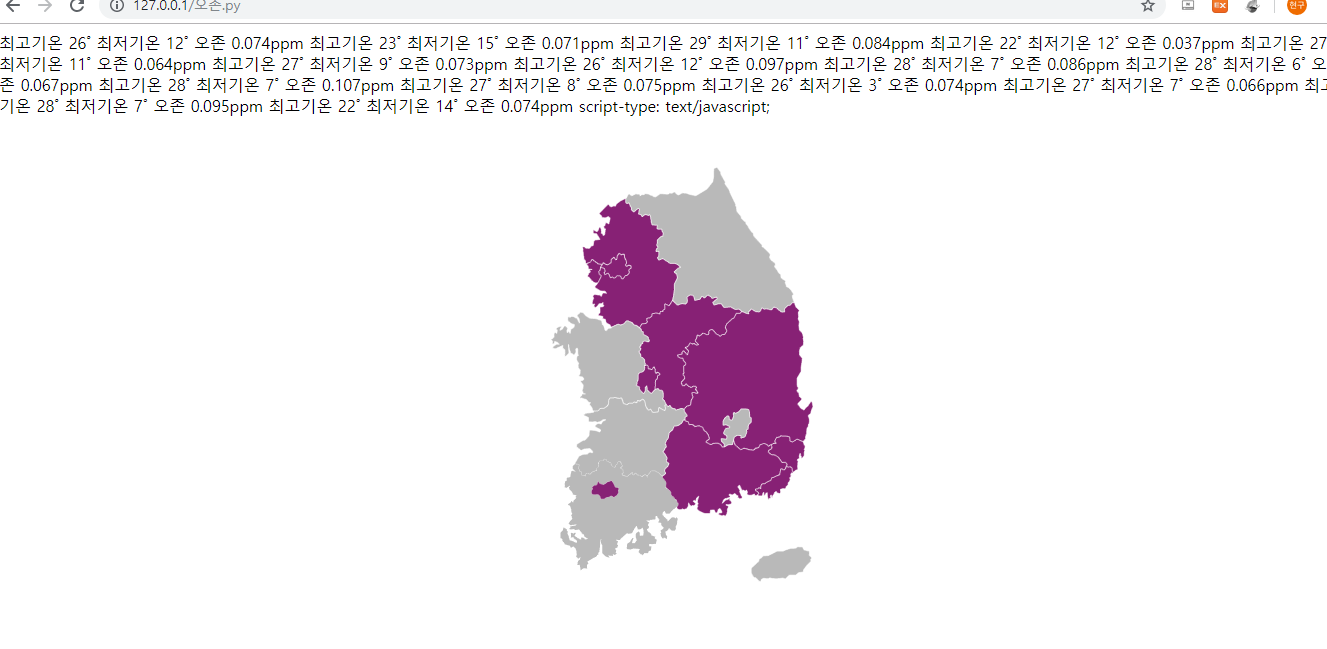 127.0.0.1/오존.py
EX
현구
최고기온 26˚ 최저기온 12˚ 오존 0.074ppm 최고기온 23˚ 최저기온 15˚ 오존 0.071ppm 최고기온 29˚ 최저기온 11˚ 오존 0.084ppm 최고기온 22˚ 최저기온 12˚ 오존 0.037ppm 최고기온 27
최저기온 11˚ 오존 0.064ppm 최고기온 27˚ 최저기온 9˚ 오존 0.073ppm 최고기온 26˚ 최저기온 12˚ 오존 0.097ppm 최고기온 28˚ 최저기온 7˚ 오존 0.086ppm 최고기온 28˚ 최저기온 6˚ 오
존 0.067ppm 최고기온 28˚ 최저기온 7˚ 오존 0.107ppm 최고기온 27˚ 최저기온 8˚ 오존 0.075ppm 최고기온 26˚ 최저기온 3˚ 오존 0.074ppm 최고기온 27˚ 최저기온 7˚ 오존 0.066ppm 최고
기온 28˚ 최저기온 7˚ 오존 0.095ppm 최고기온 22˚ 최저기온 14˚ 오존 0.074ppm script-type: text/javascript;